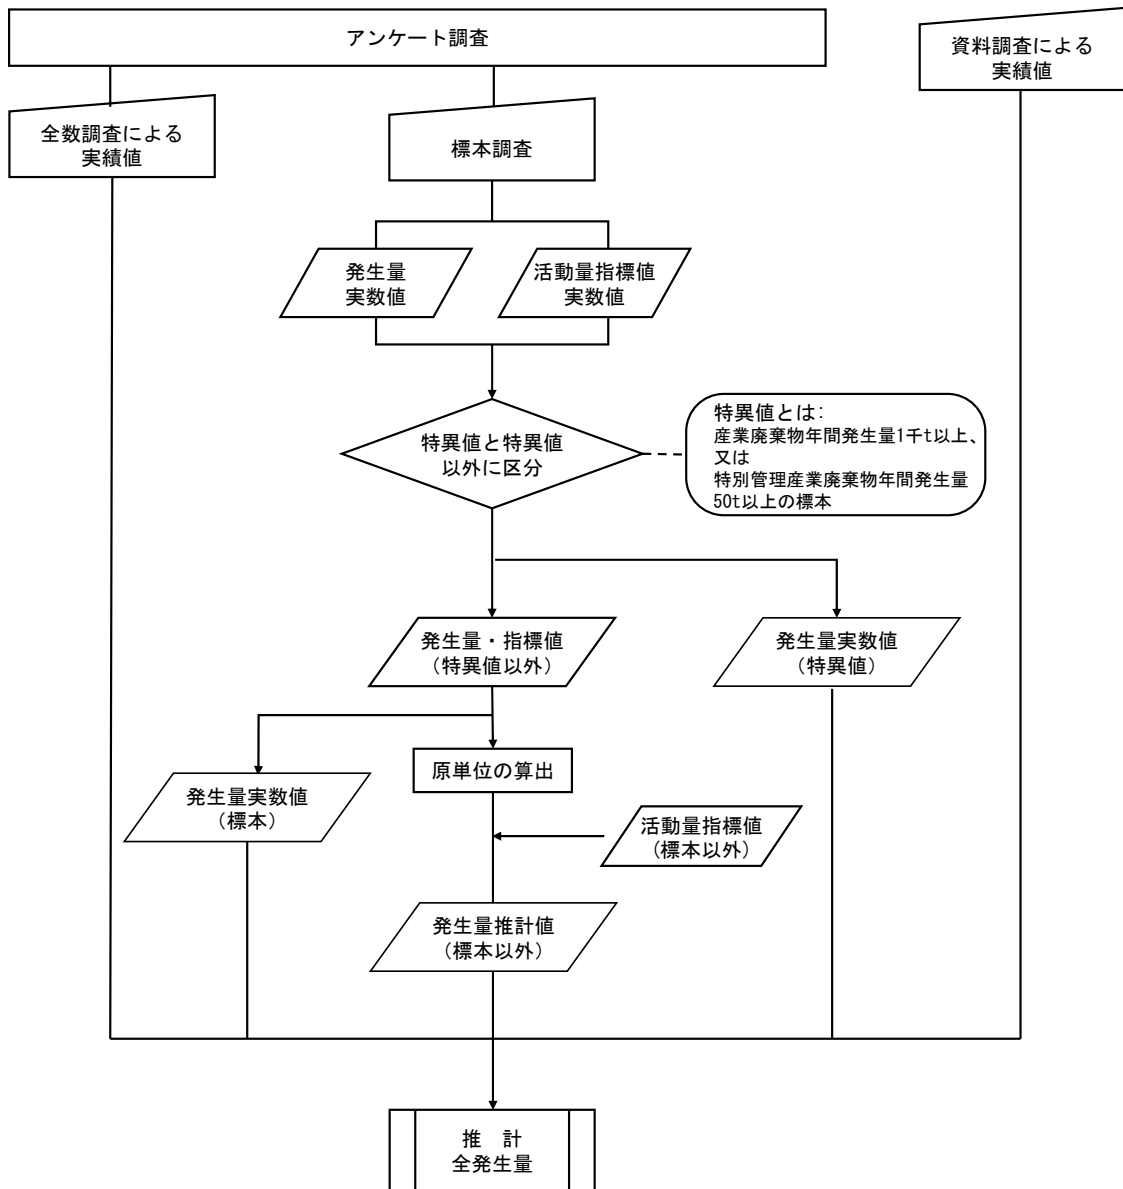 アンケート調査
資料調査による
実績値
全数調査による
実績値
標本調査
発生量
実数値
活動量指標値
実数値
特異値と特異値
以外に区分
特異値とは:
産業廃棄物年間発生量1千t以上、
又は
特別管理産業廃棄物年間発生量
50t以上の標本
発生量・指標値
(特異値以外)
発生量実数値
(特異値)
原単位の算出
発生量実数値
(標本)
活動量指標値
(標本以外)
発生量推計値
(標本以外)
推 計
全発生量